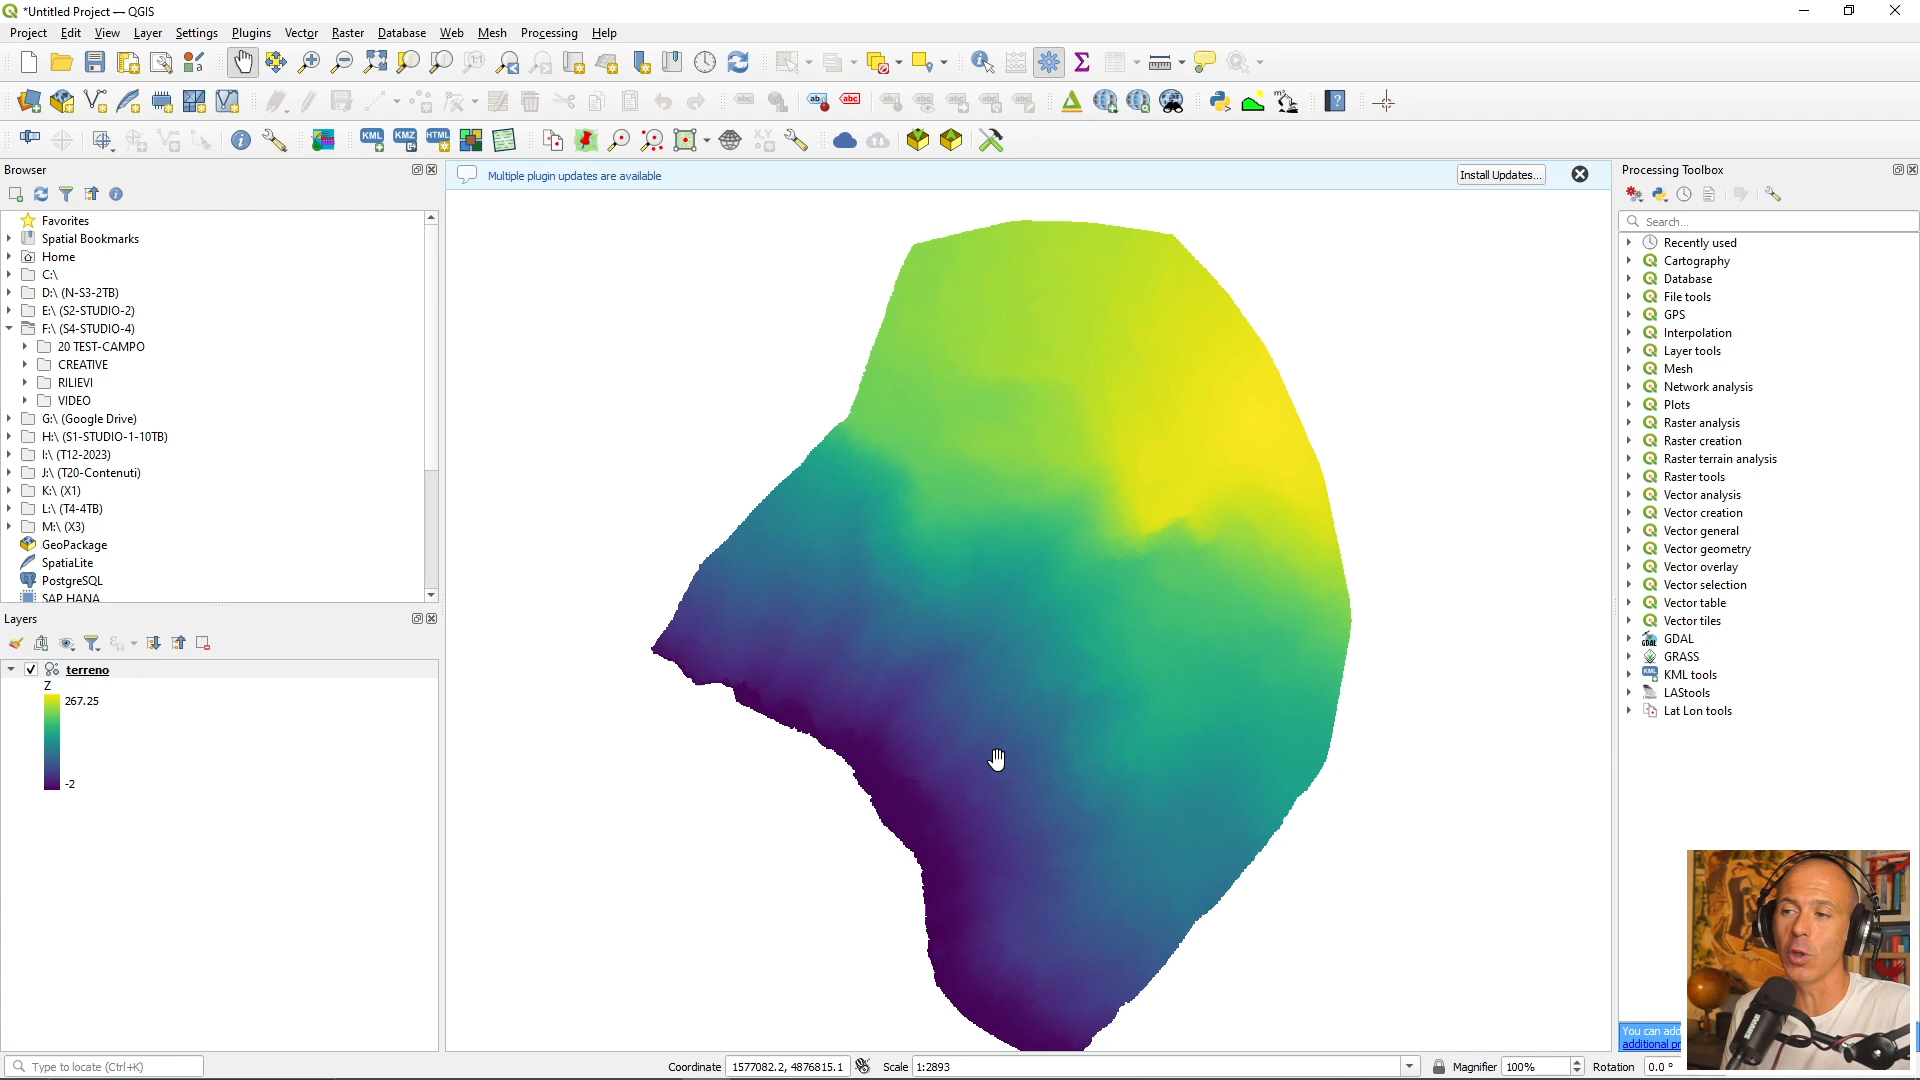 *Untitled Project — QGIS
Project Edit View Layer Settings Plugins Vector Raster Database Web Mesh Processing Help
Browser
Favorites
Spatial Bookmarks
Home
C:\
D:\ (N-S3-2TB)
E:\ (S2-STUDIO-2)
F:\ (S4-STUDIO-4)
20 TEST-CAMPO
CREATIVE
RILIEVI
VIDEO
G:\ (Google Drive)
H:\ (S1-STUDIO-1-10TB)
I:\ (T12-2023)
J:\ (T20-Contenuti)
K:\ (X1)
L:\ (T4-4TB)
M:\ (X3)
GeoPackage
SpatiaLite
PostgreSQL
SAP HANA
Layers
terreno
Z
267.25
-2
Multiple plugin updates are available
Install Updates...
Processing Toolbox
Search...
Recently used
Cartography
Database
File tools
GPS
Interpolation
Layer tools
Mesh
Network analysis
Plots
Raster analysis
Raster creation
Raster terrain analysis
Raster tools
Vector analysis
Vector creation
Vector general
Vector geometry
Vector overlay
Vector selection
Vector table
Vector tiles
GDAL
GRASS
KML tools
LAStools
Lat Lon tools
You can add
additional pr
Type to locate (Ctrl+K)
Coordinate 1577082.2, 4876815.1 Scale 1:2893 Magnifier 100% Rotation 0.0 °